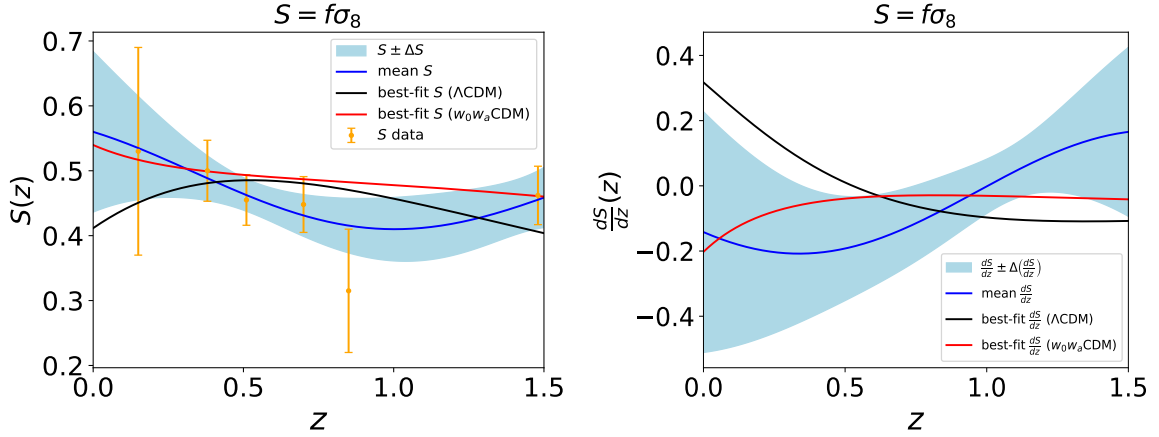 S = fσ₈
0.7
0.6
0.5
0.4
0.3
0.2
S(z)
0.0 0.5 1.0 1.5
z
S ± ΔS
mean S
best-fit S (ΛCDM)
best-fit S (w₀wₐCDM)
S data
S = fσ₈
0.4
0.2
0.0
−0.2
−0.4
dS/dz (z)
0.0 0.5 1.0 1.5
z
dS/dz ± Δ(dS/dz)
mean dS/dz
best-fit dS/dz (ΛCDM)
best-fit dS/dz (w₀wₐCDM)